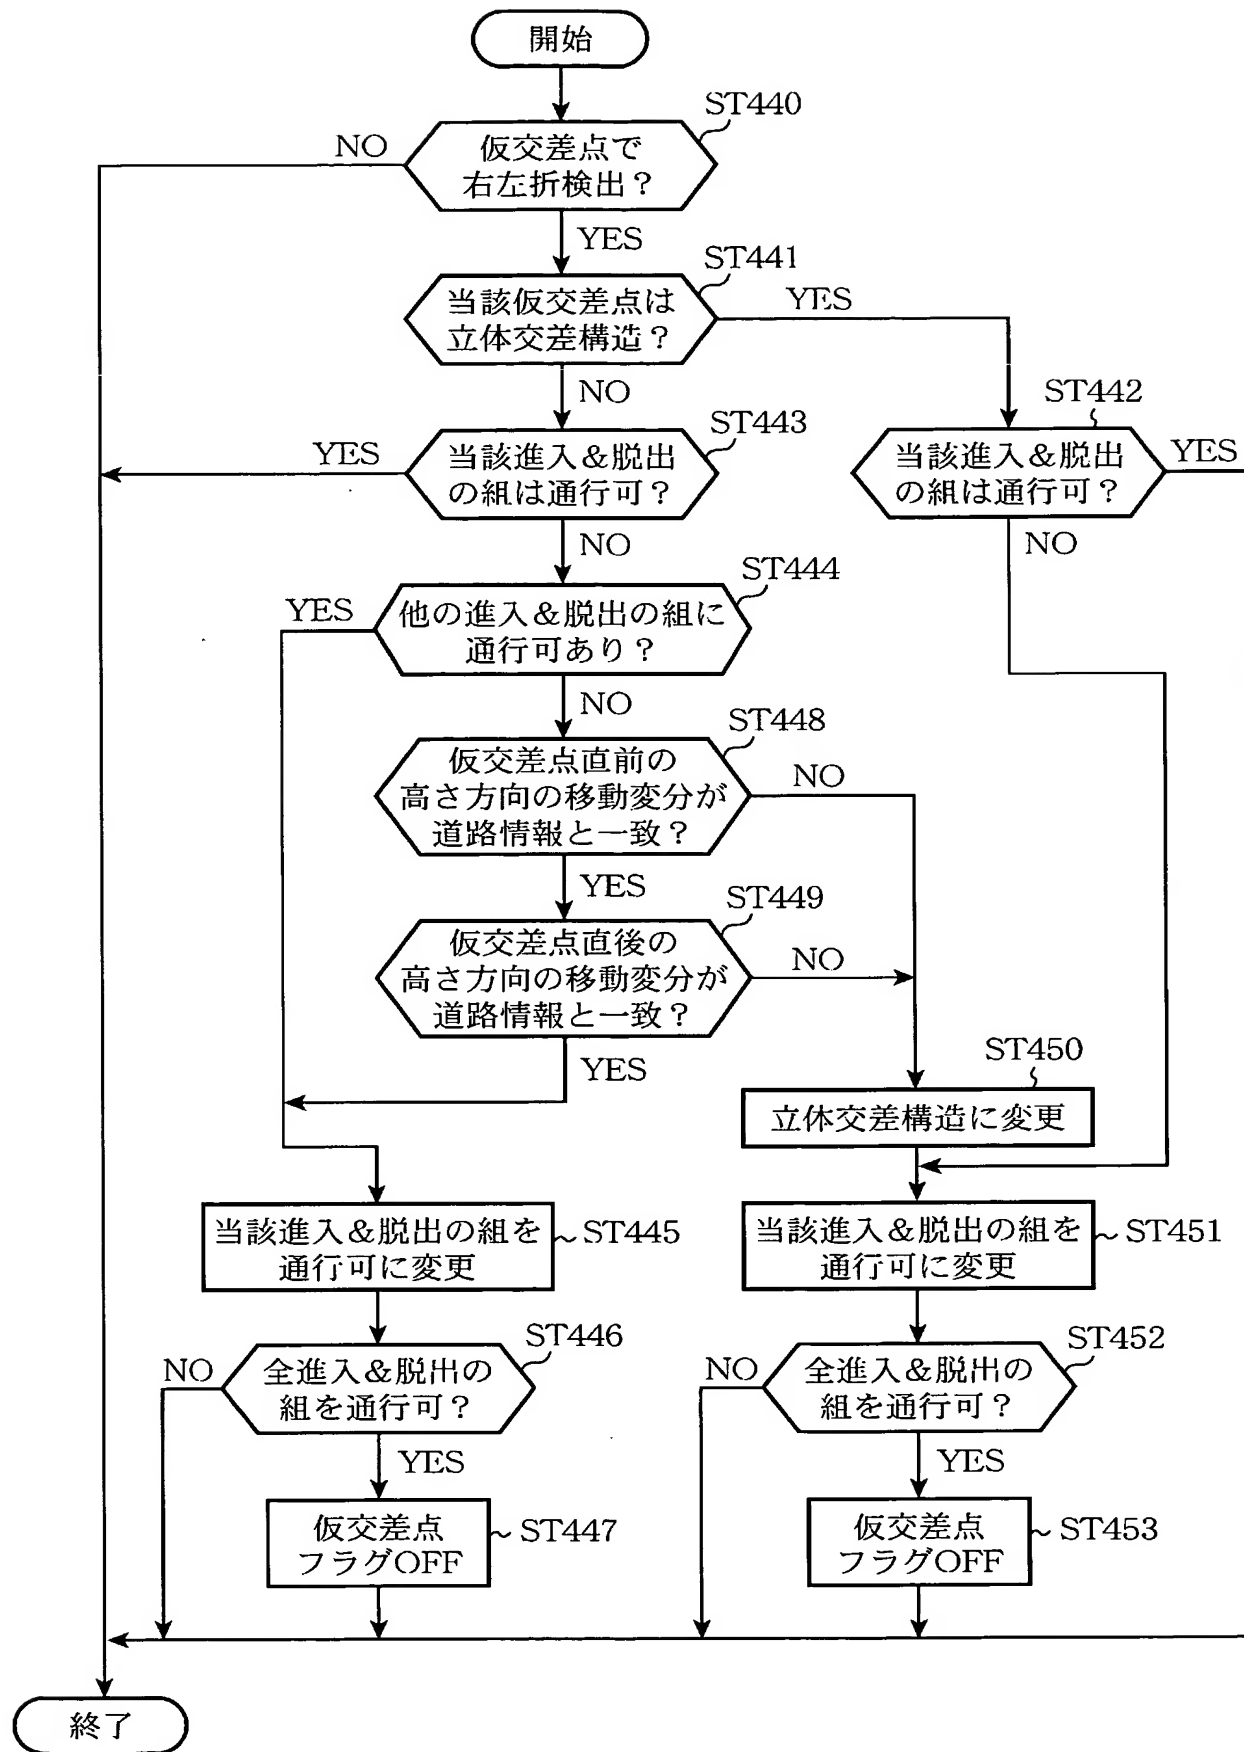 開始
ST440
仮交差点で
右左折検出？
NO
YES
ST441
当該仮交差点は
立体交差構造？
YES
NO
ST442
当該進入＆脱出
の組は通行可？
YES
NO
ST443
当該進入＆脱出
の組は通行可？
YES
NO
ST444
他の進入＆脱出の組に
通行可あり？
YES
NO
ST448
仮交差点直前の
高さ方向の移動変分が
道路情報と一致？
NO
YES
ST449
仮交差点直後の
高さ方向の移動変分が
道路情報と一致？
NO
YES
ST450
立体交差構造に変更
当該進入＆脱出の組を
通行可に変更
ST445
当該進入＆脱出の組を
通行可に変更
ST451
ST446
全進入＆脱出の
組を通行可？
NO
YES
ST452
全進入＆脱出の
組を通行可？
NO
YES
仮交差点
フラグOFF
ST447
仮交差点
フラグOFF
ST453
終了